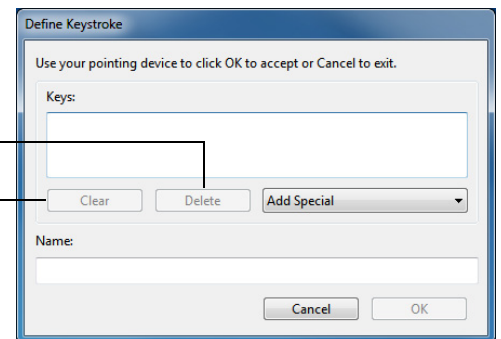 Define Keystroke
Use your pointing device to click OK to accept or Cancel to exit.
Keys:
Clear Delete Add Special
Name:
Cancel OK